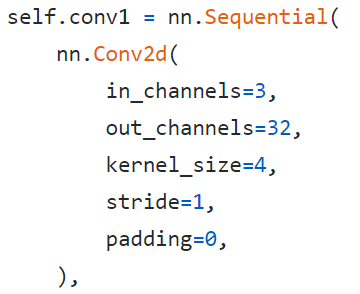 self.conv1 = nn.Sequential(
    nn.Conv2d(
        in_channels=3,
        out_channels=32,
        kernel_size=4,
        stride=1,
        padding=0,
    ),